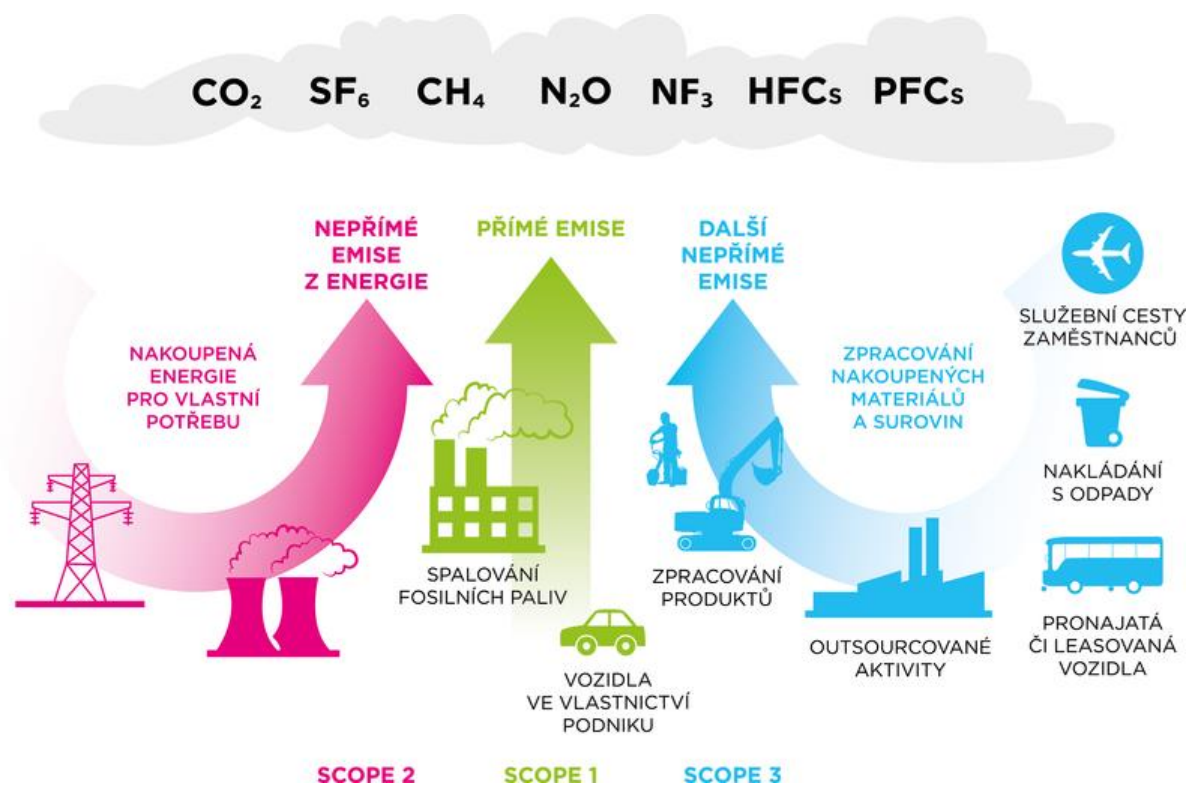 CO₂ SF₆ CH₄ N₂O NF₃ HFCs PFCs
NEPŘÍMÉ
EMISE
Z ENERGIE
PŘÍMÉ EMISE
DALŠÍ
NEPŘÍMÉ
EMISE
NAKOUPENÁ
ENERGIE
PRO VLASTNÍ
POTŘEBU
ZPRACOVÁNÍ
NAKOUPENÝCH
MATERIÁLŮ
A SUROVIN
SLUŽEBNÍ CESTY
ZAMĚSTNANCŮ
NAKLÁDÁNÍ
S ODPADY
SPALOVÁNÍ
FOSILNÍCH PALIV
ZPRACOVÁNÍ
PRODUKTŮ
OUTSOURCOVANÉ
AKTIVITY
PRONAJATÁ
ČI LEASOVANÁ
VOZIDLA
VOZIDLA
VE VLASTNICTVÍ
PODNIKU
SCOPE 2
SCOPE 1
SCOPE 3